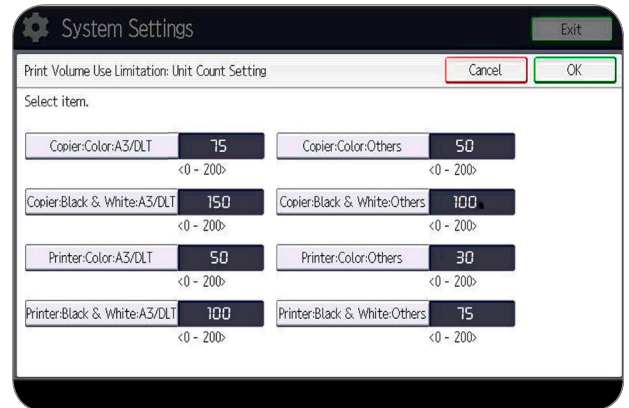 System Settings
Exit
Print Volume Use Limitation: Unit Count Setting
Cancel
OK
Select item.
Copier:Color:A3/DLT 75 Copier:Color:Others 50
<0 - 200> <0 - 200>
Copier:Black & White:A3/DLT 150 Copier:Black & White:Others 100
<0 - 200> <0 - 200>
Printer:Color:A3/DLT 50 Printer:Color:Others 30
<0 - 200> <0 - 200>
Printer:Black & White:A3/DLT 100 Printer:Black & White:Others 75
<0 - 200> <0 - 200>